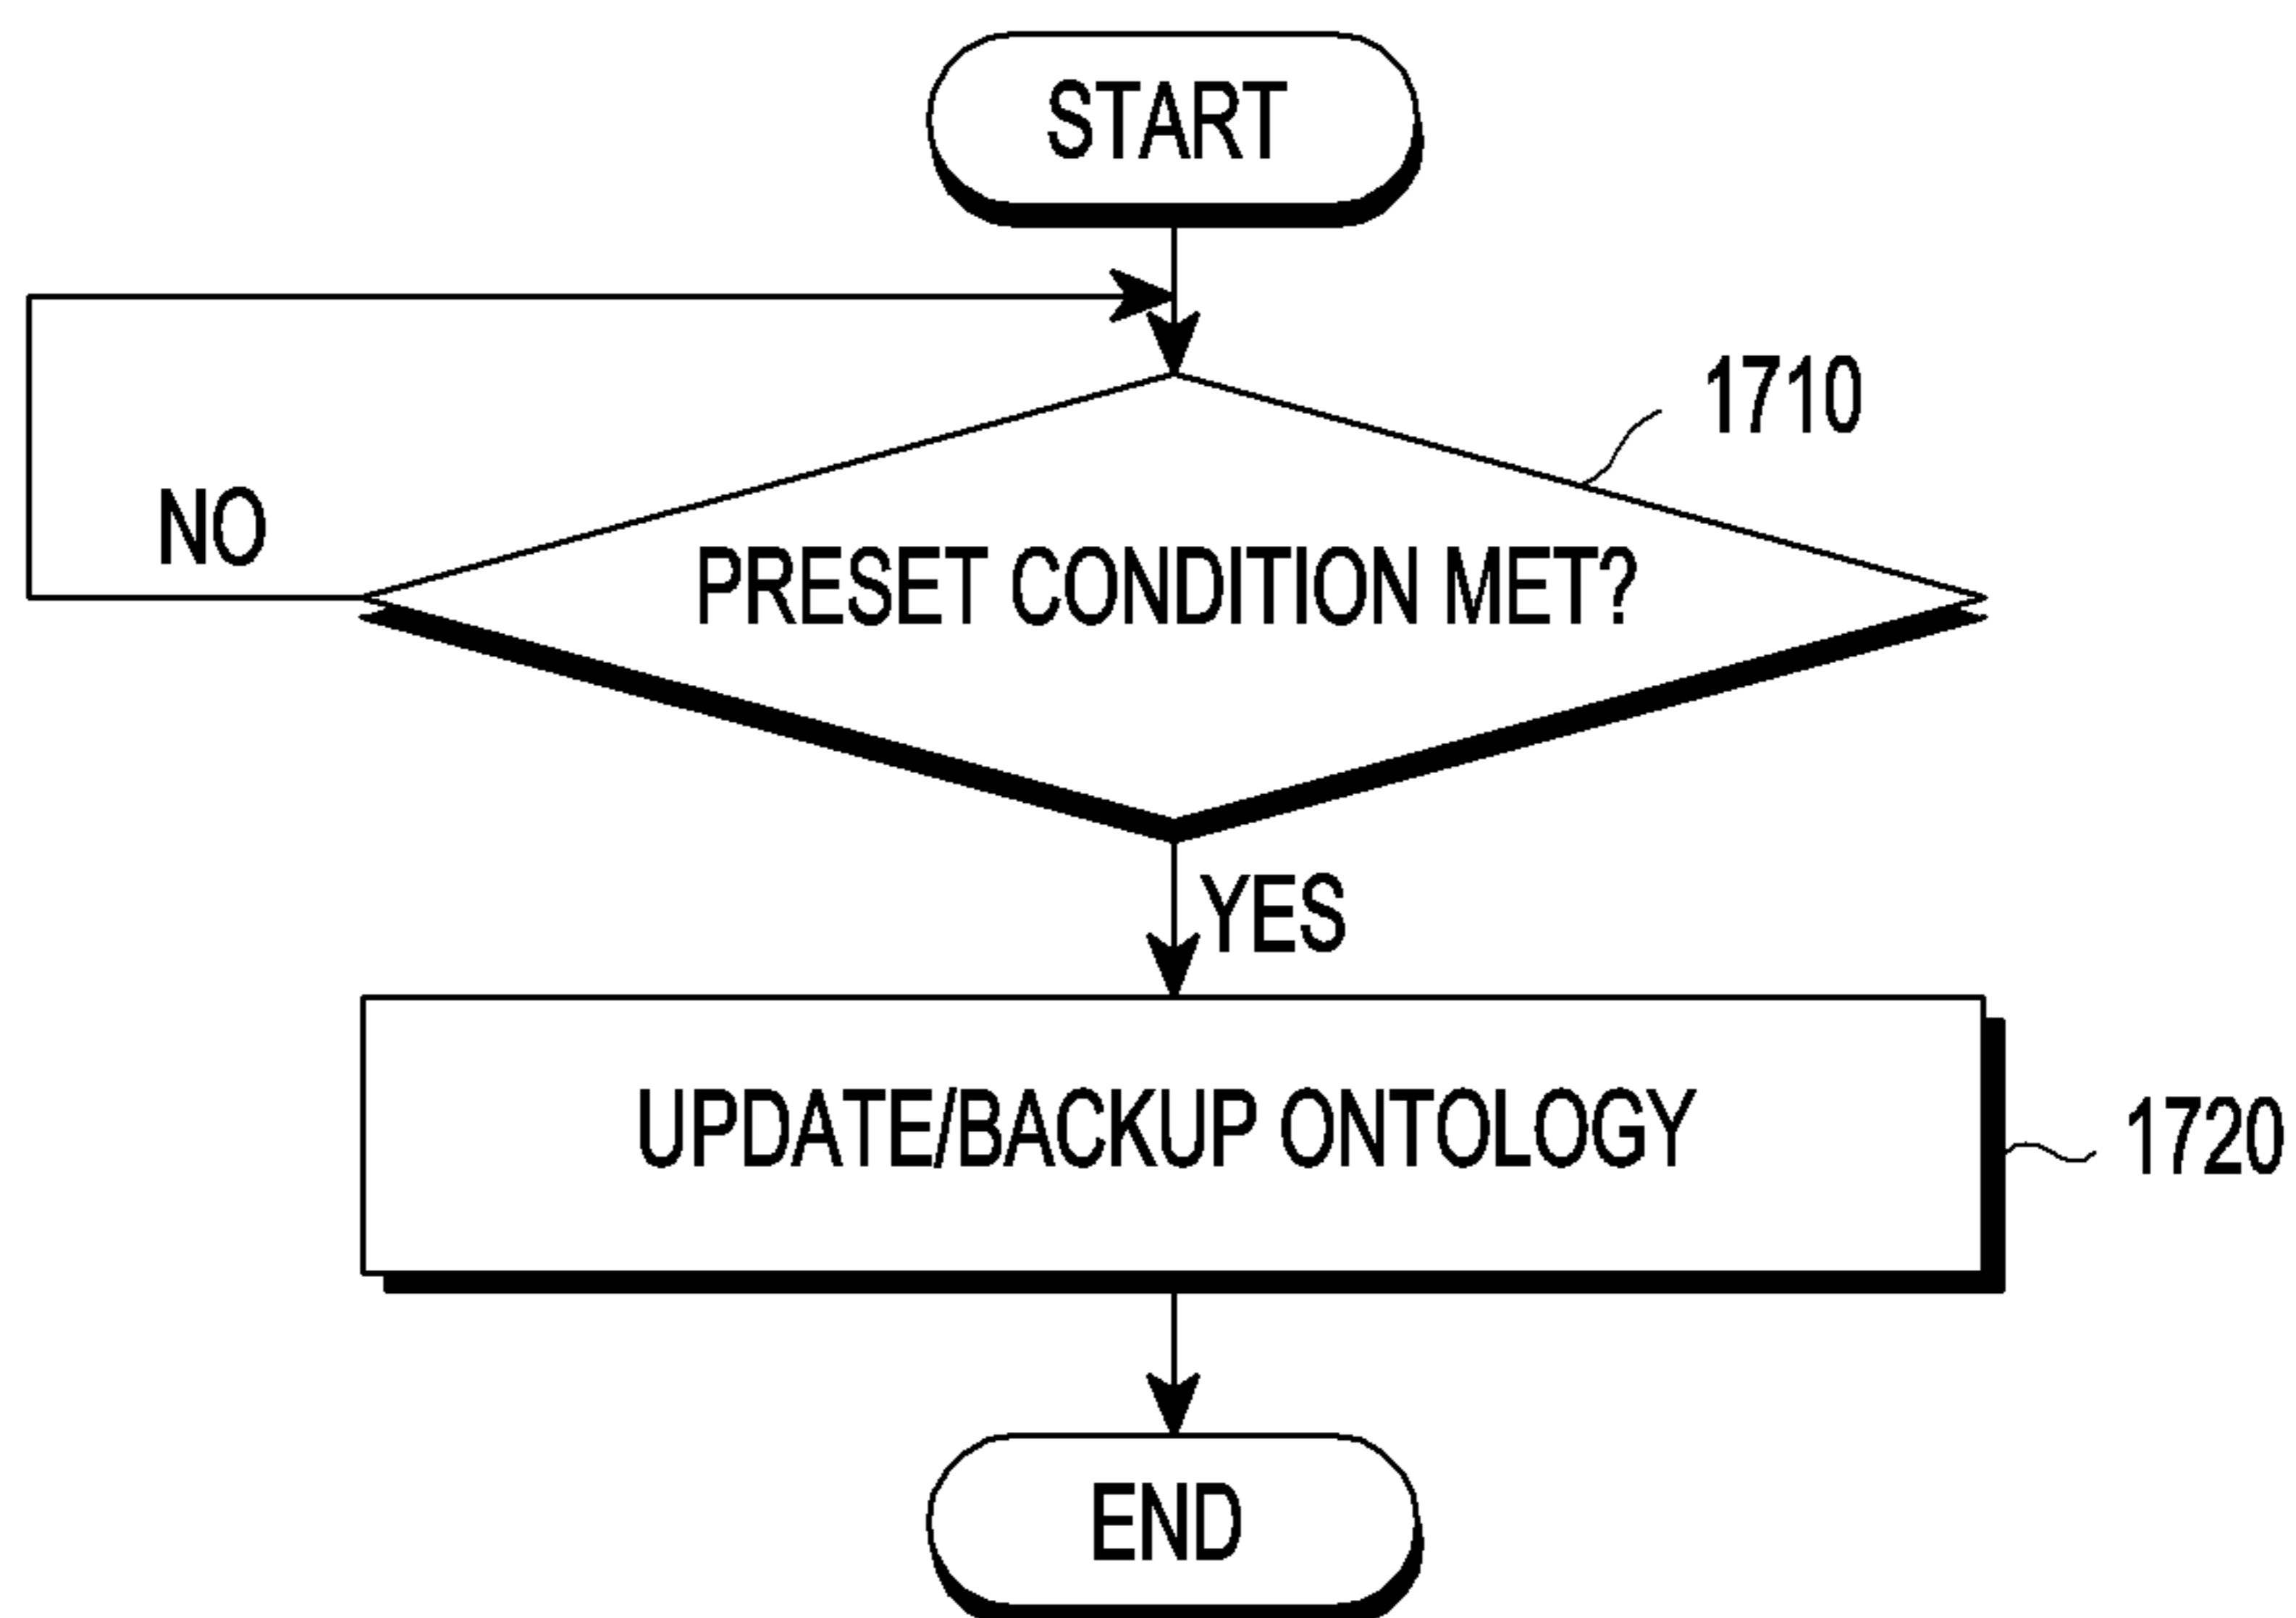 START
1710
NO
PRESET CONDITION MET?
YES
UPDATE/BACKUP ONTOLOGY
1720
END